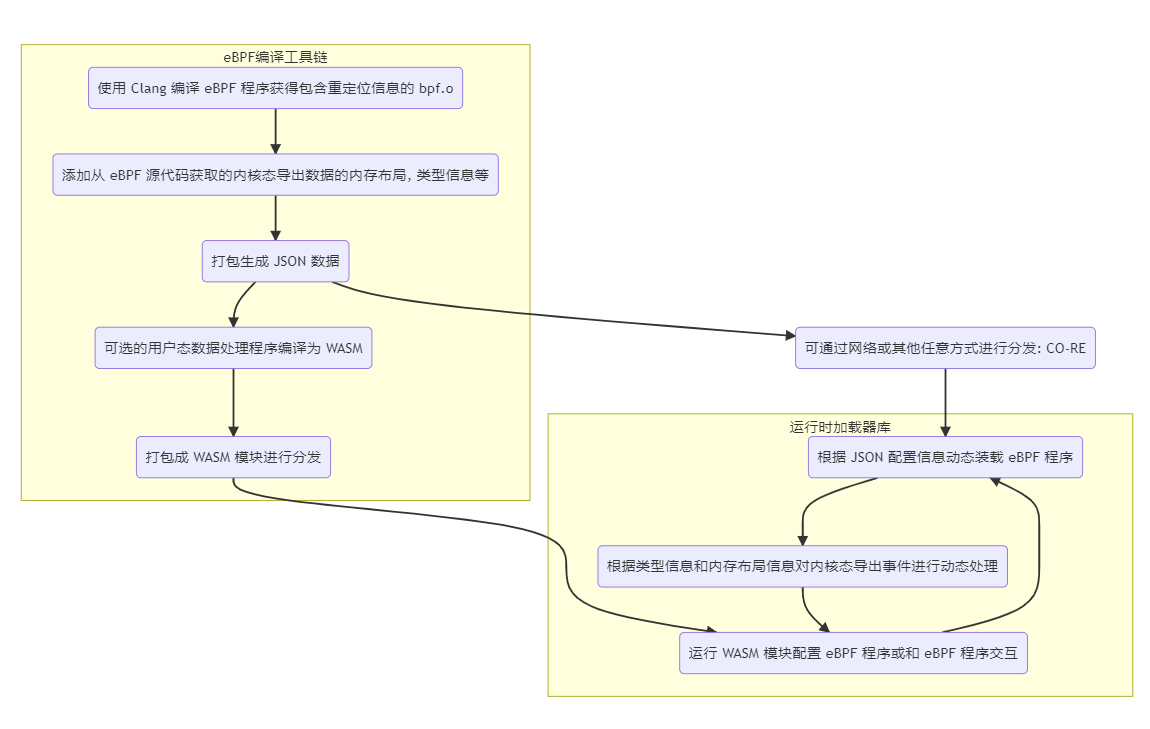 eBPF编译工具链
使用 Clang 编译 eBPF 程序获得包含重定位信息的 bpf.o
添加从 eBPF 源代码获取的内核态导出数据的内存布局, 类型信息等
打包生成 JSON 数据
可选的用户态数据处理程序编译为 WASM
可通过网络或其他任意方式进行分发: CO-RE
打包成 WASM 模块进行分发
运行时加载器库
根据 JSON 配置信息动态装载 eBPF 程序
根据类型信息和内存布局信息对内核态导出事件进行动态处理
运行 WASM 模块配置 eBPF 程序或和 eBPF 程序交互